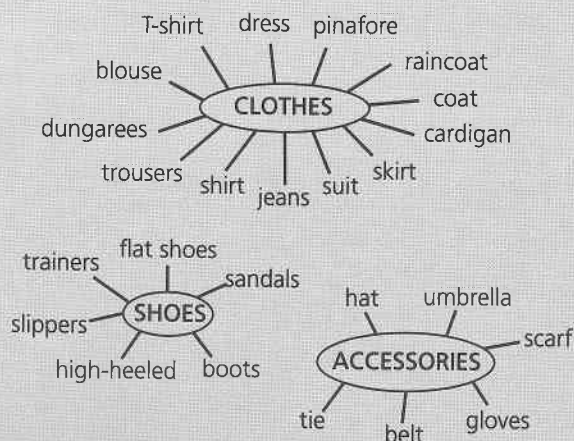 T-shirt
dress
pinafore
blouse
raincoat
CLOTHES
coat
dungarees
cardigan
trousers
shirt
jeans
suit
skirt
trainers
flat shoes
sandals
slippers
SHOES
high-heeled
boots
hat
umbrella
scarf
ACCESSORIES
tie
belt
gloves